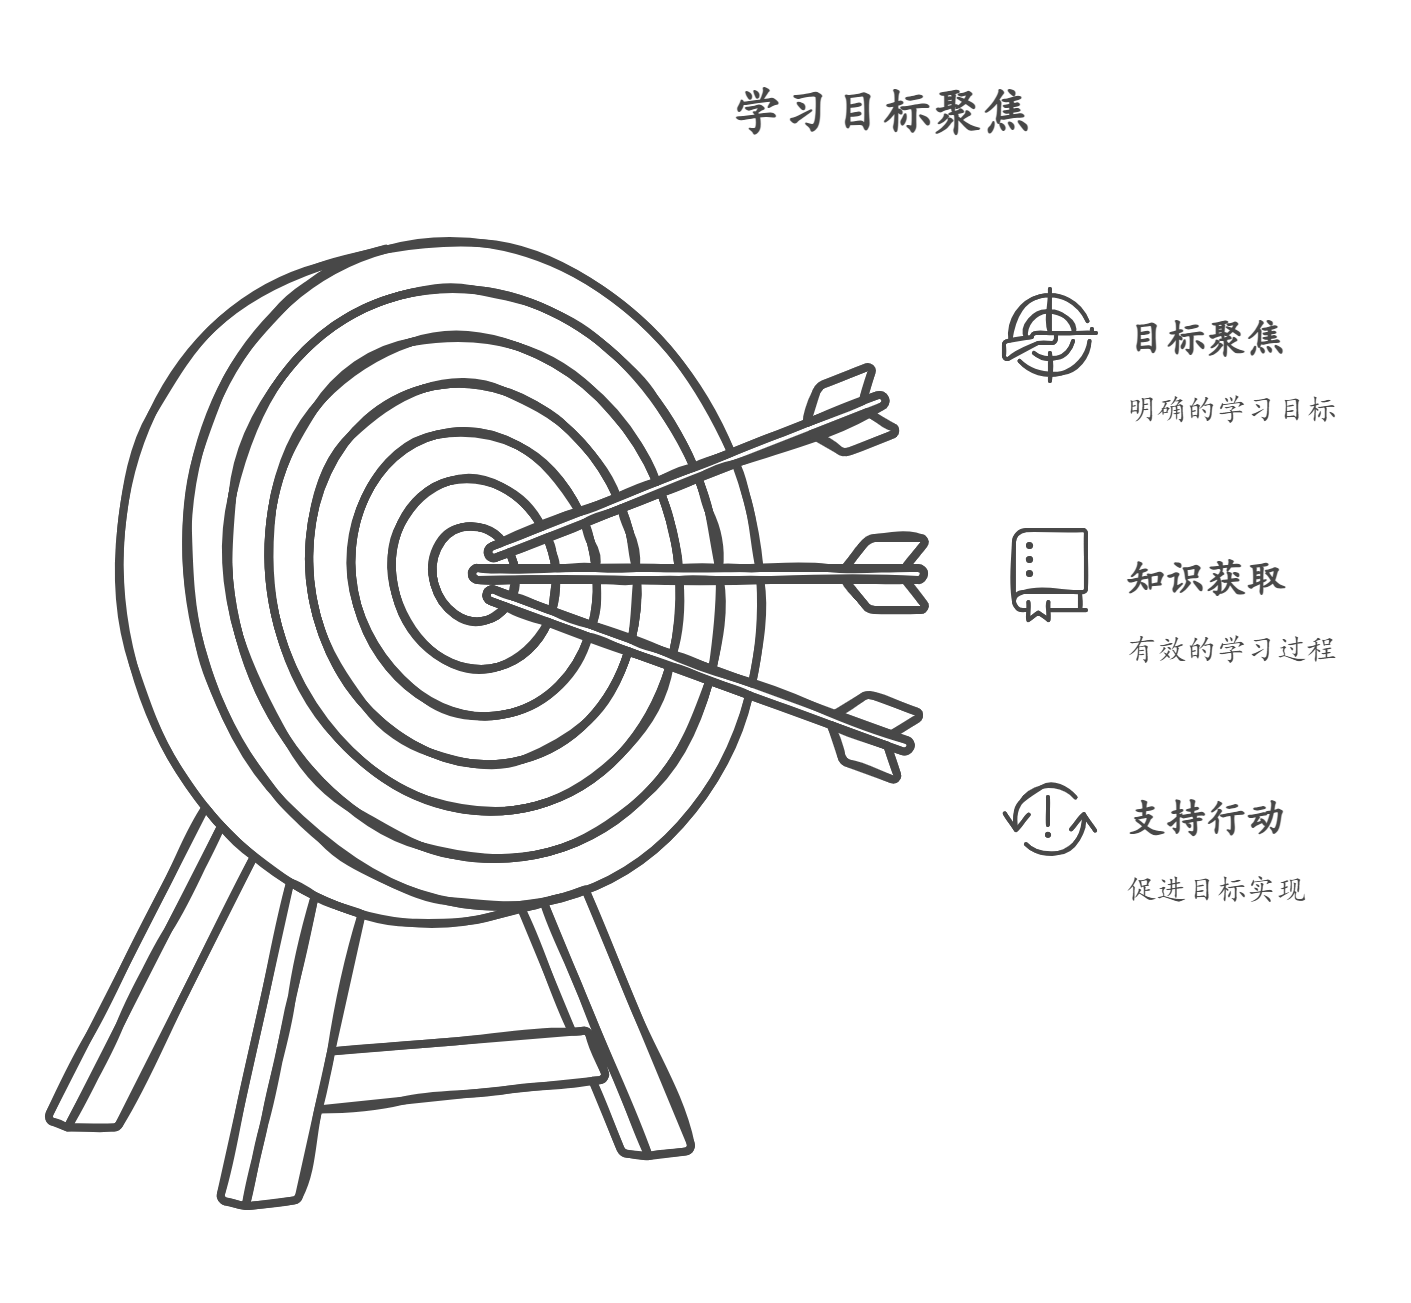 学习目标聚焦
目标聚焦
明确的学习目标
知识获取
有效的学习过程
支持行动
促进目标实现